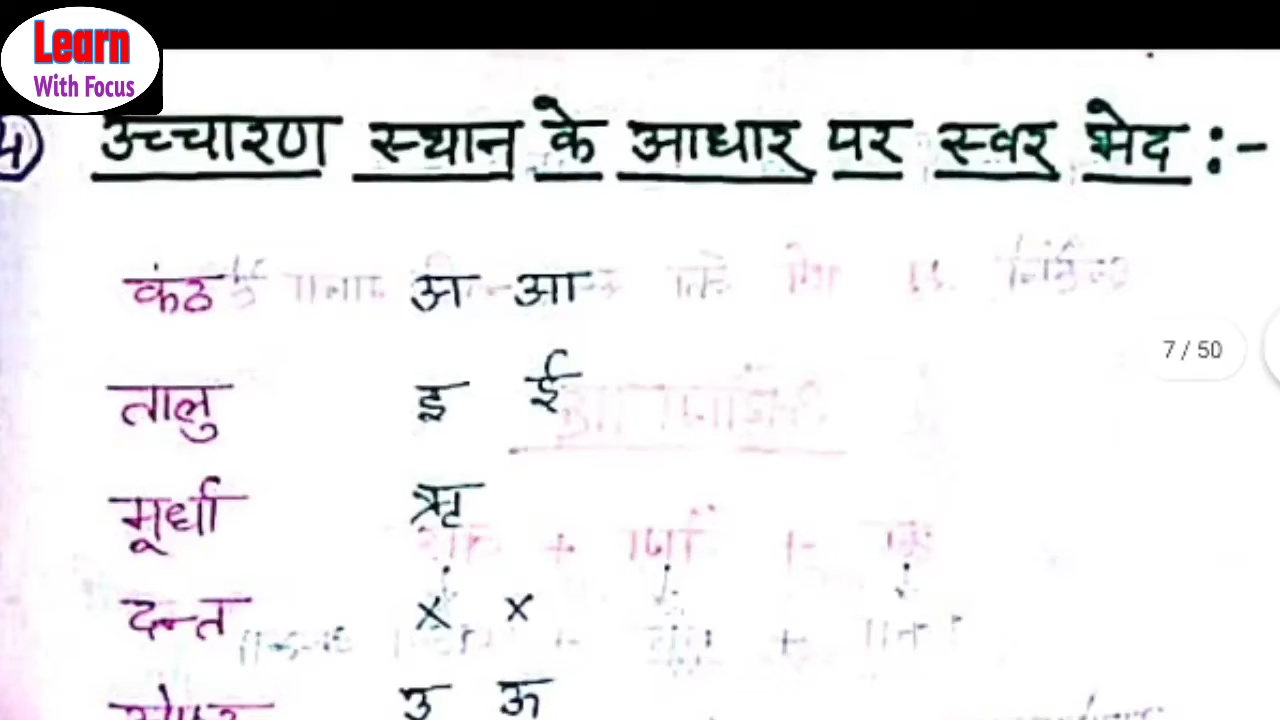 Learn
With Focus
4) उच्चारण स्थान के आधार पर स्वर भेद :-
कंठ अ आ
7 / 50
तालु इ ई
मूर्धा ऋ
दन्त × ×
उ ऊ